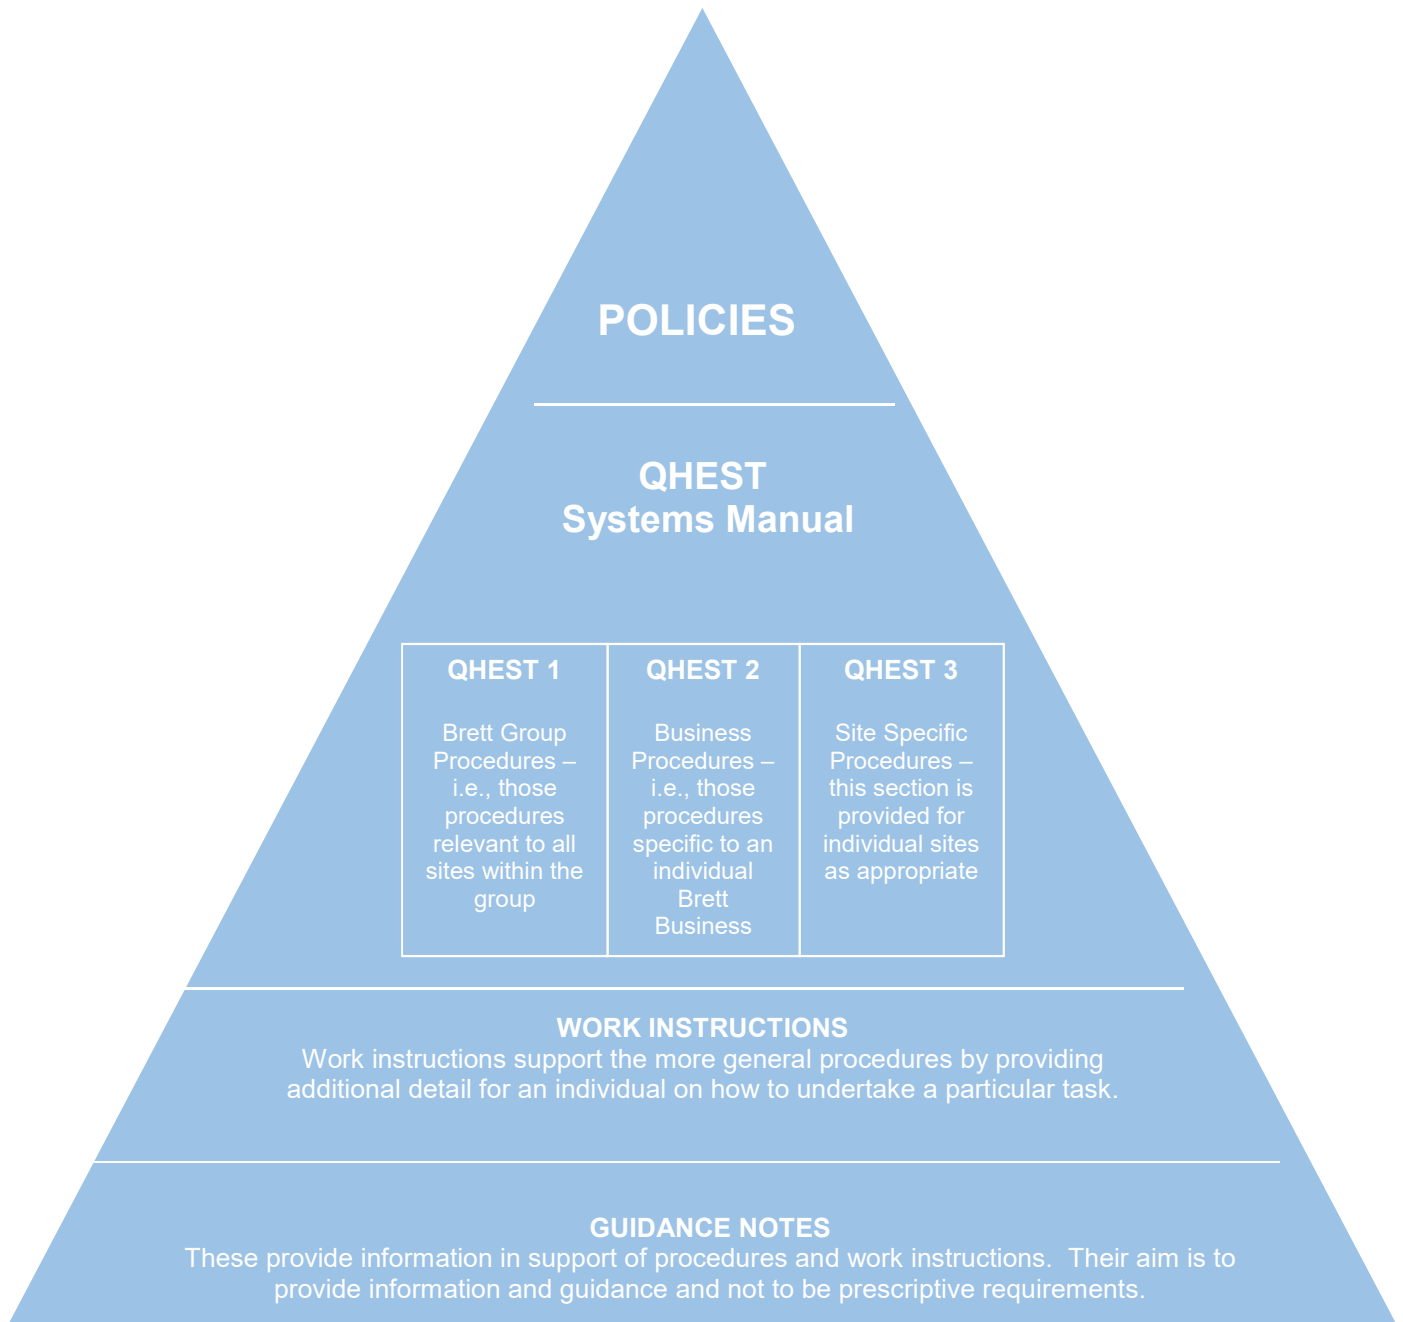 POLICIES
QHEST
Systems Manual
QHEST 1
Brett Group
Procedures –
i.e., those
procedures
relevant to all
sites within the
group
QHEST 2
Business
Procedures –
i.e., those
procedures
specific to an
individual
Brett
Business
QHEST 3
Site Specific
Procedures –
this section is
provided for
individual sites
as appropriate
WORK INSTRUCTIONS
Work instructions support the more general procedures by providing
additional detail for an individual on how to undertake a particular task.
GUIDANCE NOTES
These provide information in support of procedures and work instructions.  Their aim is to
provide information and guidance and not to be prescriptive requirements.